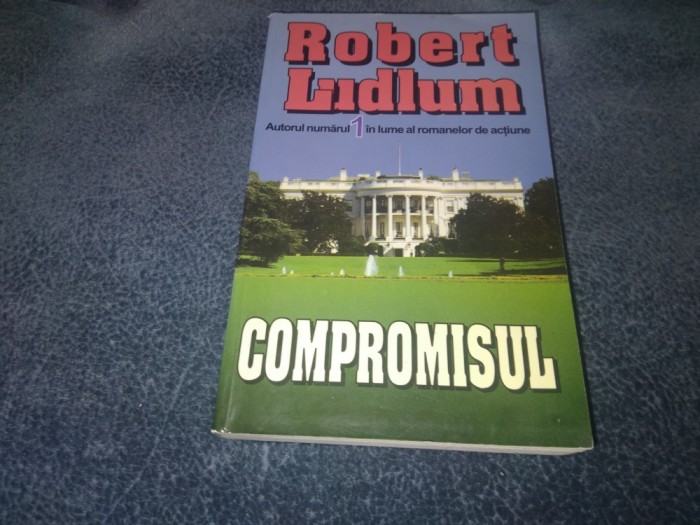 Robert
Ludlum
Autorul numărul 1 în lume al romanelor de acțiune
COMPROMISUL